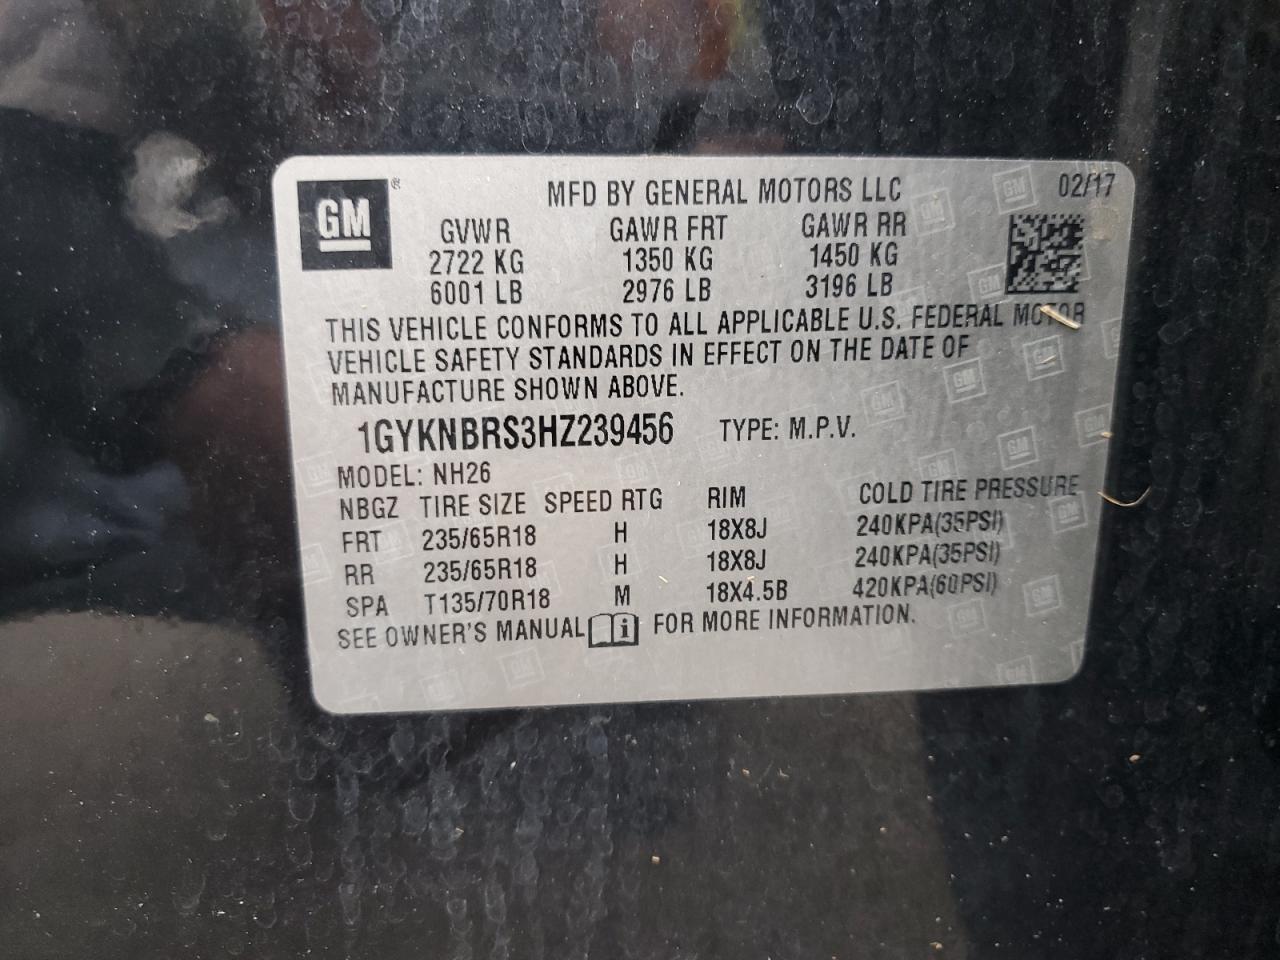 GM ® MFD BY GENERAL MOTORS LLC 02/17
GVWR GAWR FRT GAWR RR
2722 KG 1350 KG 1450 KG
6001 LB 2976 LB 3196 LB
THIS VEHICLE CONFORMS TO ALL APPLICABLE U.S. FEDERAL MOTOR
VEHICLE SAFETY STANDARDS IN EFFECT ON THE DATE OF
MANUFACTURE SHOWN ABOVE.
1GYKNBRS3HZ239456 TYPE: M.P.V.
MODEL: NH26
NBGZ TIRE SIZE SPEED RTG RIM COLD TIRE PRESSURE
FRT 235/65R18 H 18X8J 240KPA(35PSI)
RR 235/65R18 H 18X8J 240KPA(35PSI)
SPA T135/70R18 M 18X4.5B 420KPA(60PSI)
SEE OWNER'S MANUAL i FOR MORE INFORMATION.